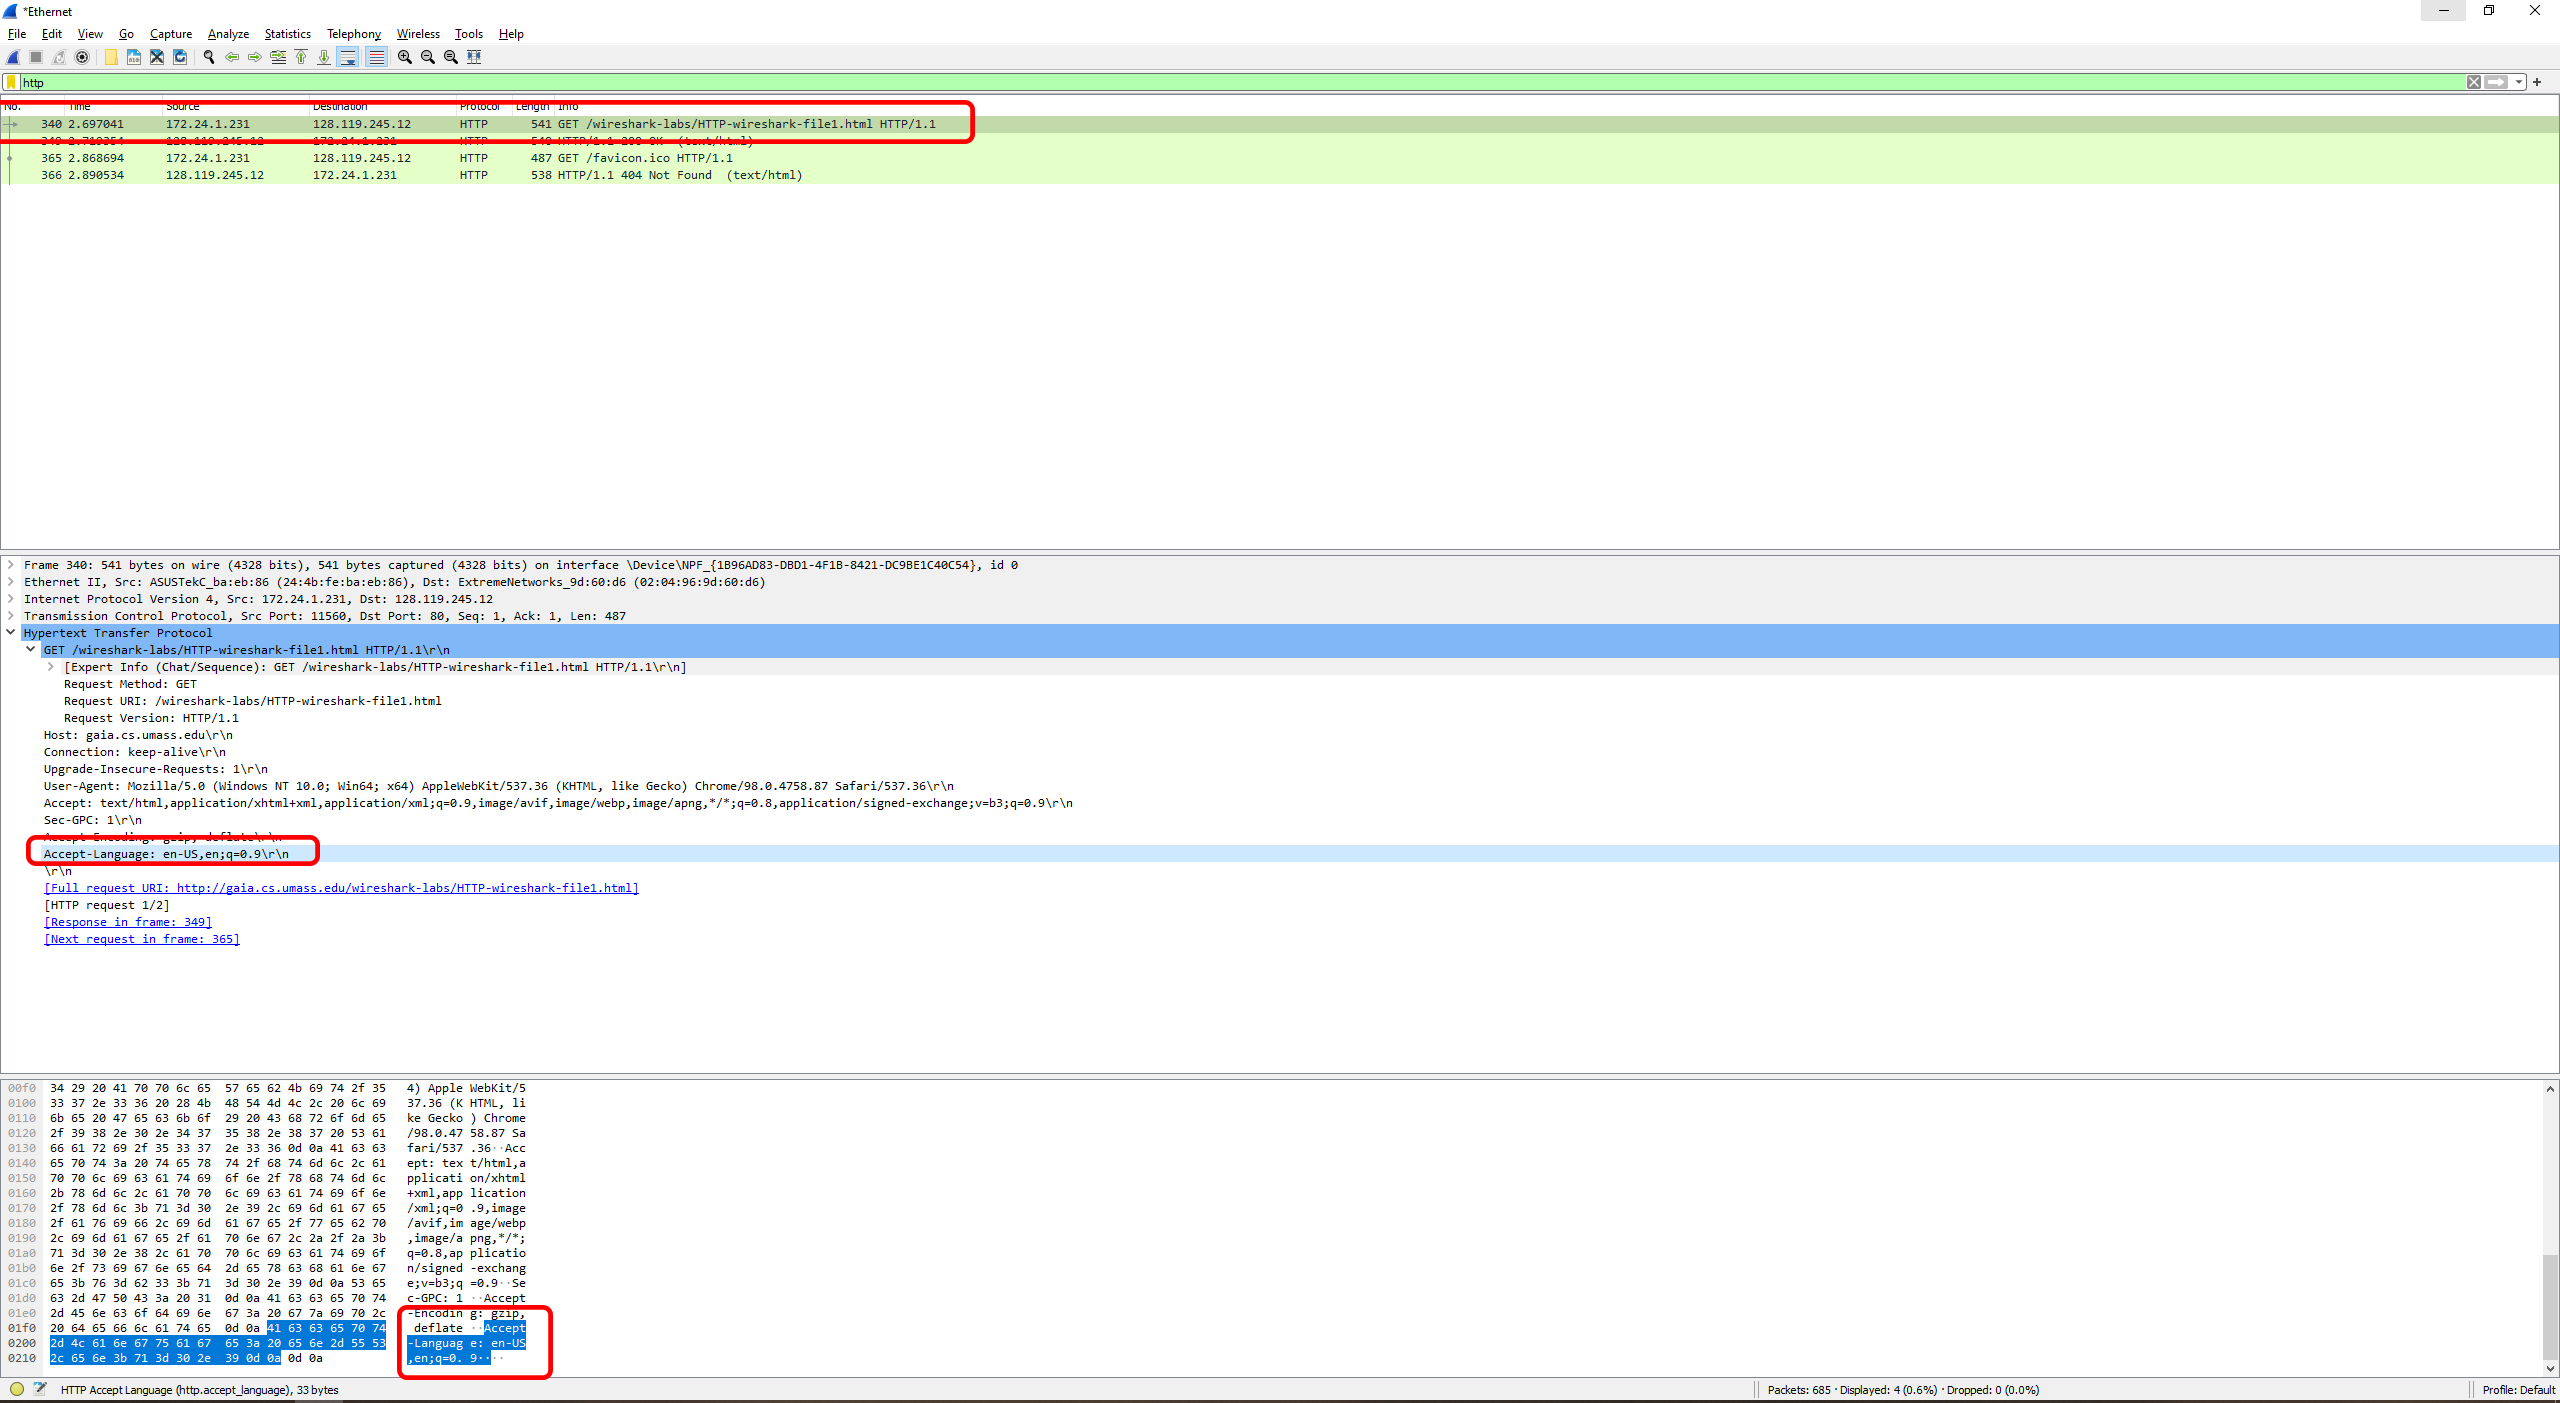 *Ethernet
File Edit View Go Capture Analyze Statistics Telephony Wireless Tools Help
http
No. Time Source Destination Protocol Length Info
340 2.697041 172.24.1.231 128.119.245.12 HTTP 541 GET /wireshark-labs/HTTP-wireshark-file1.html HTTP/1.1
349 2.719354 128.119.245.12 172.24.1.231 HTTP 540 HTTP/1.1 200 OK (text/html)
365 2.868694 172.24.1.231 128.119.245.12 HTTP 487 GET /favicon.ico HTTP/1.1
366 2.890534 128.119.245.12 172.24.1.231 HTTP 538 HTTP/1.1 404 Not Found (text/html)
Frame 340: 541 bytes on wire (4328 bits), 541 bytes captured (4328 bits) on interface \Device\NPF_{1B96AD83-DBD1-4F1B-8421-DC9BE1C40C54}, id 0
Ethernet II, Src: ASUSTekC_ba:eb:86 (24:4b:fe:ba:eb:86), Dst: ExtremeNetworks_9d:60:d6 (02:04:96:9d:60:d6)
Internet Protocol Version 4, Src: 172.24.1.231, Dst: 128.119.245.12
Transmission Control Protocol, Src Port: 11560, Dst Port: 80, Seq: 1, Ack: 1, Len: 487
Hypertext Transfer Protocol
GET /wireshark-labs/HTTP-wireshark-file1.html HTTP/1.1\r\n
[Expert Info (Chat/Sequence): GET /wireshark-labs/HTTP-wireshark-file1.html HTTP/1.1\r\n]
Request Method: GET
Request URI: /wireshark-labs/HTTP-wireshark-file1.html
Request Version: HTTP/1.1
Host: gaia.cs.umass.edu\r\n
Connection: keep-alive\r\n
Upgrade-Insecure-Requests: 1\r\n
User-Agent: Mozilla/5.0 (Windows NT 10.0; Win64; x64) AppleWebKit/537.36 (KHTML, like Gecko) Chrome/98.0.4758.87 Safari/537.36\r\n
Accept: text/html,application/xhtml+xml,application/xml;q=0.9,image/avif,image/webp,image/apng,*/*;q=0.8,application/signed-exchange;v=b3;q=0.9\r\n
Sec-GPC: 1\r\n
Accept-Encoding: gzip, deflate\r\n
Accept-Language: en-US,en;q=0.9\r\n
\r\n
[Full request URI: http://gaia.cs.umass.edu/wireshark-labs/HTTP-wireshark-file1.html]
[HTTP request 1/2]
[Response in frame: 349]
[Next request in frame: 365]
00f0 34 29 20 41 70 70 6c 65 57 65 62 4b 69 74 2f 35 4) Apple WebKit/5
0100 33 37 2e 33 36 20 28 4b 48 54 4d 4c 2c 20 6c 69 37.36 (K HTML, li
0110 6b 65 20 47 65 63 6b 6f 29 20 43 68 72 6f 6d 65 ke Gecko ) Chrome
0120 2f 39 38 2e 30 2e 34 37 35 38 2e 38 37 20 53 61 /98.0.47 58.87 Sa
0130 66 61 72 69 2f 35 33 37 2e 33 36 0d 0a 41 63 63 fari/537 .36··Acc
0140 65 70 74 3a 20 74 65 78 74 2f 68 74 6d 6c 2c 61 ept: tex t/html,a
0150 70 70 6c 69 63 61 74 69 6f 6e 2f 78 68 74 6d 6c pplicati on/xhtml
0160 2b 78 6d 6c 2c 61 70 70 6c 69 63 61 74 69 6f 6e +xml,app lication
0170 2f 78 6d 6c 3b 71 3d 30 2e 39 2c 69 6d 61 67 65 /xml;q=0 .9,image
0180 2f 61 76 69 66 2c 69 6d 61 67 65 2f 77 65 62 70 /avif,im age/webp
0190 2c 69 6d 61 67 65 2f 61 70 6e 67 2c 2a 2f 2a 3b ,image/a png,*/*;
01a0 71 3d 30 2e 38 2c 61 70 70 6c 69 63 61 74 69 6f q=0.8,ap plicatio
01b0 6e 2f 73 69 67 6e 65 64 2d 65 78 63 68 61 6e 67 n/signed -exchang
01c0 65 3b 76 3d 62 33 3b 71 3d 30 2e 39 0d 0a 53 65 e;v=b3;q =0.9··Se
01d0 63 2d 47 50 43 3a 20 31 0d 0a 41 63 63 65 70 74 c-GPC: 1 ··Accept
01e0 2d 45 6e 63 6f 64 69 6e 67 3a 20 67 7a 69 70 2c -Encodin g: gzip,
01f0 20 64 65 66 6c 61 74 65 0d 0a 41 63 63 65 70 74 deflate ··Accept
0200 2d 4c 61 6e 67 75 61 67 65 3a 20 65 6e 2d 55 53 -Languag e: en-US
0210 2c 65 6e 3b 71 3d 30 2e 39 0d 0a 0d 0a ,en;q=0. 9····
HTTP Accept Language (http.accept_language), 33 bytes
Packets: 685 · Displayed: 4 (0.6%) · Dropped: 0 (0.0%)
Profile: Default